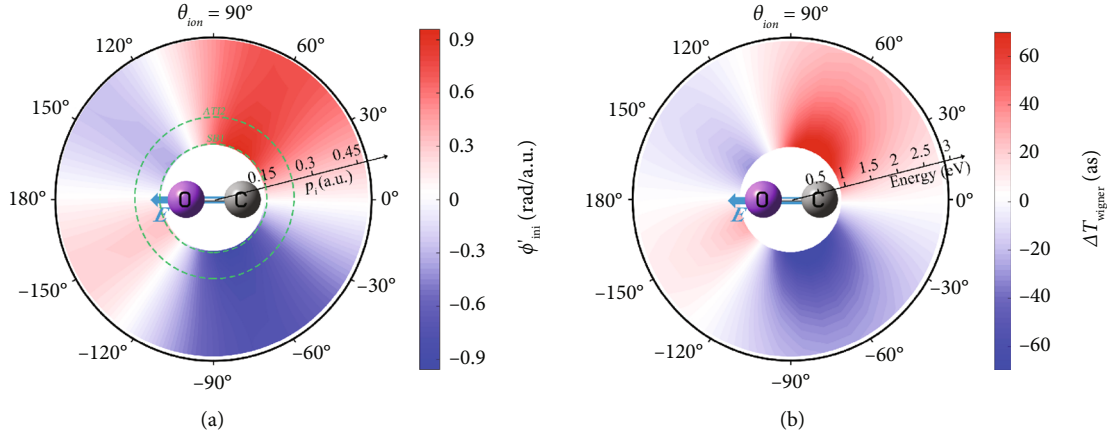 θion = 90°
120°
60°
150°
30°
180°
0°
−150°
−30°
−120°
−60°
−90°
ATI
SBI
0.15
0.3
0.45
pi (a.u.)
O
C
E
0.9
0.6
0.3
0
−0.3
−0.6
−0.9
ϕ′ini (rad/a.u.)
(a)
θion = 90°
120°
60°
150°
30°
180°
0°
−150°
−30°
−120°
−60°
−90°
0.5
1
1.5
2
2.5
3
Energy (eV)
O
C
E
60
40
20
0
−20
−40
−60
ΔTwigner (as)
(b)